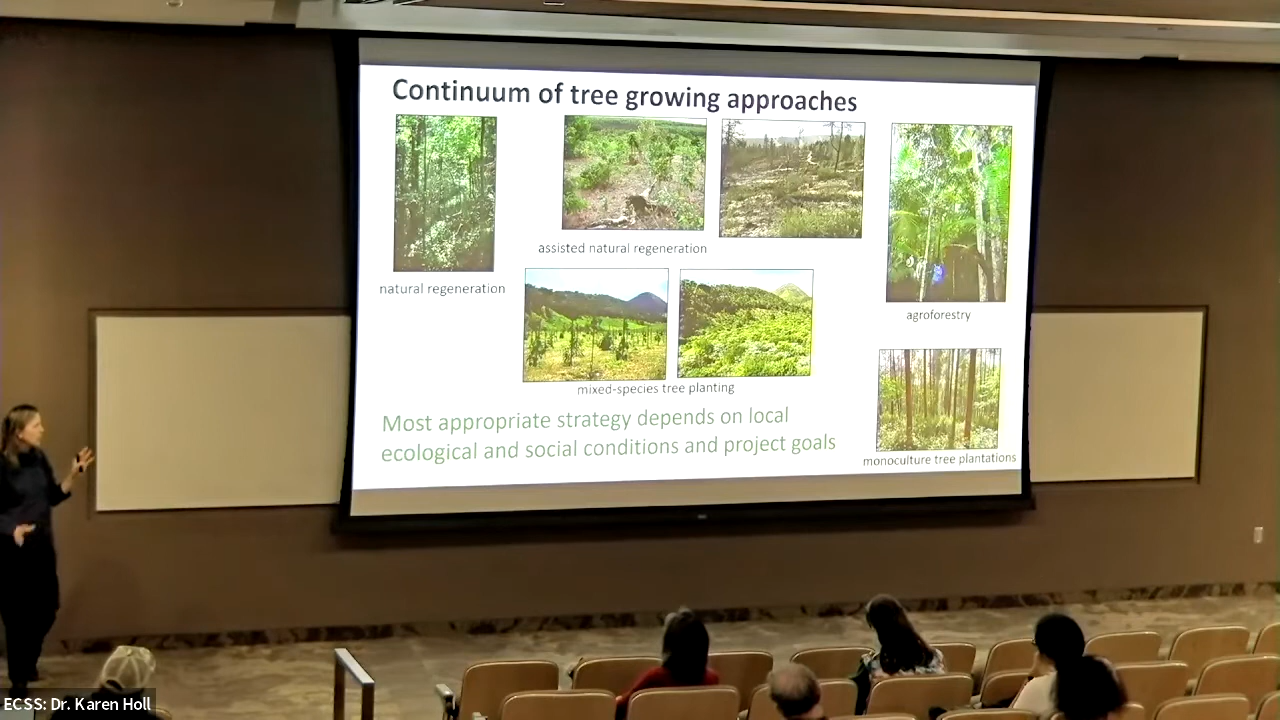 Continuum of tree growing approaches
assisted natural regeneration
natural regeneration
agroforestry
mixed-species tree planting
Most appropriate strategy depends on local
ecological and social conditions and project goals
monoculture tree plantations
ECSS: Dr. Karen Holl